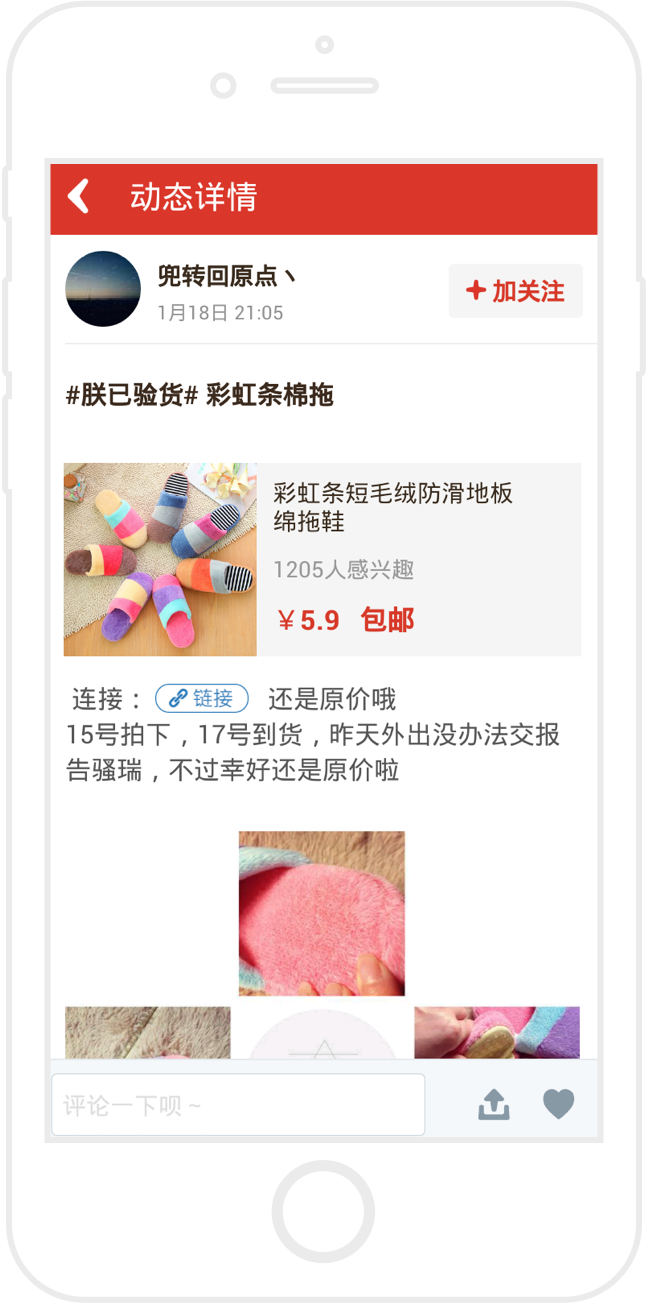 动态详情
兜转回原点丶
1月18日 21:05
加关注
#朕已验货# 彩虹条棉拖
彩虹条短毛绒防滑地板
绵拖鞋
1205人感兴趣
￥5.9 包邮
连接： 链接 还是原价哦
15号拍下，17号到货，昨天外出没办法交报
告骚瑞，不过幸好还是原价啦
评论一下呗~